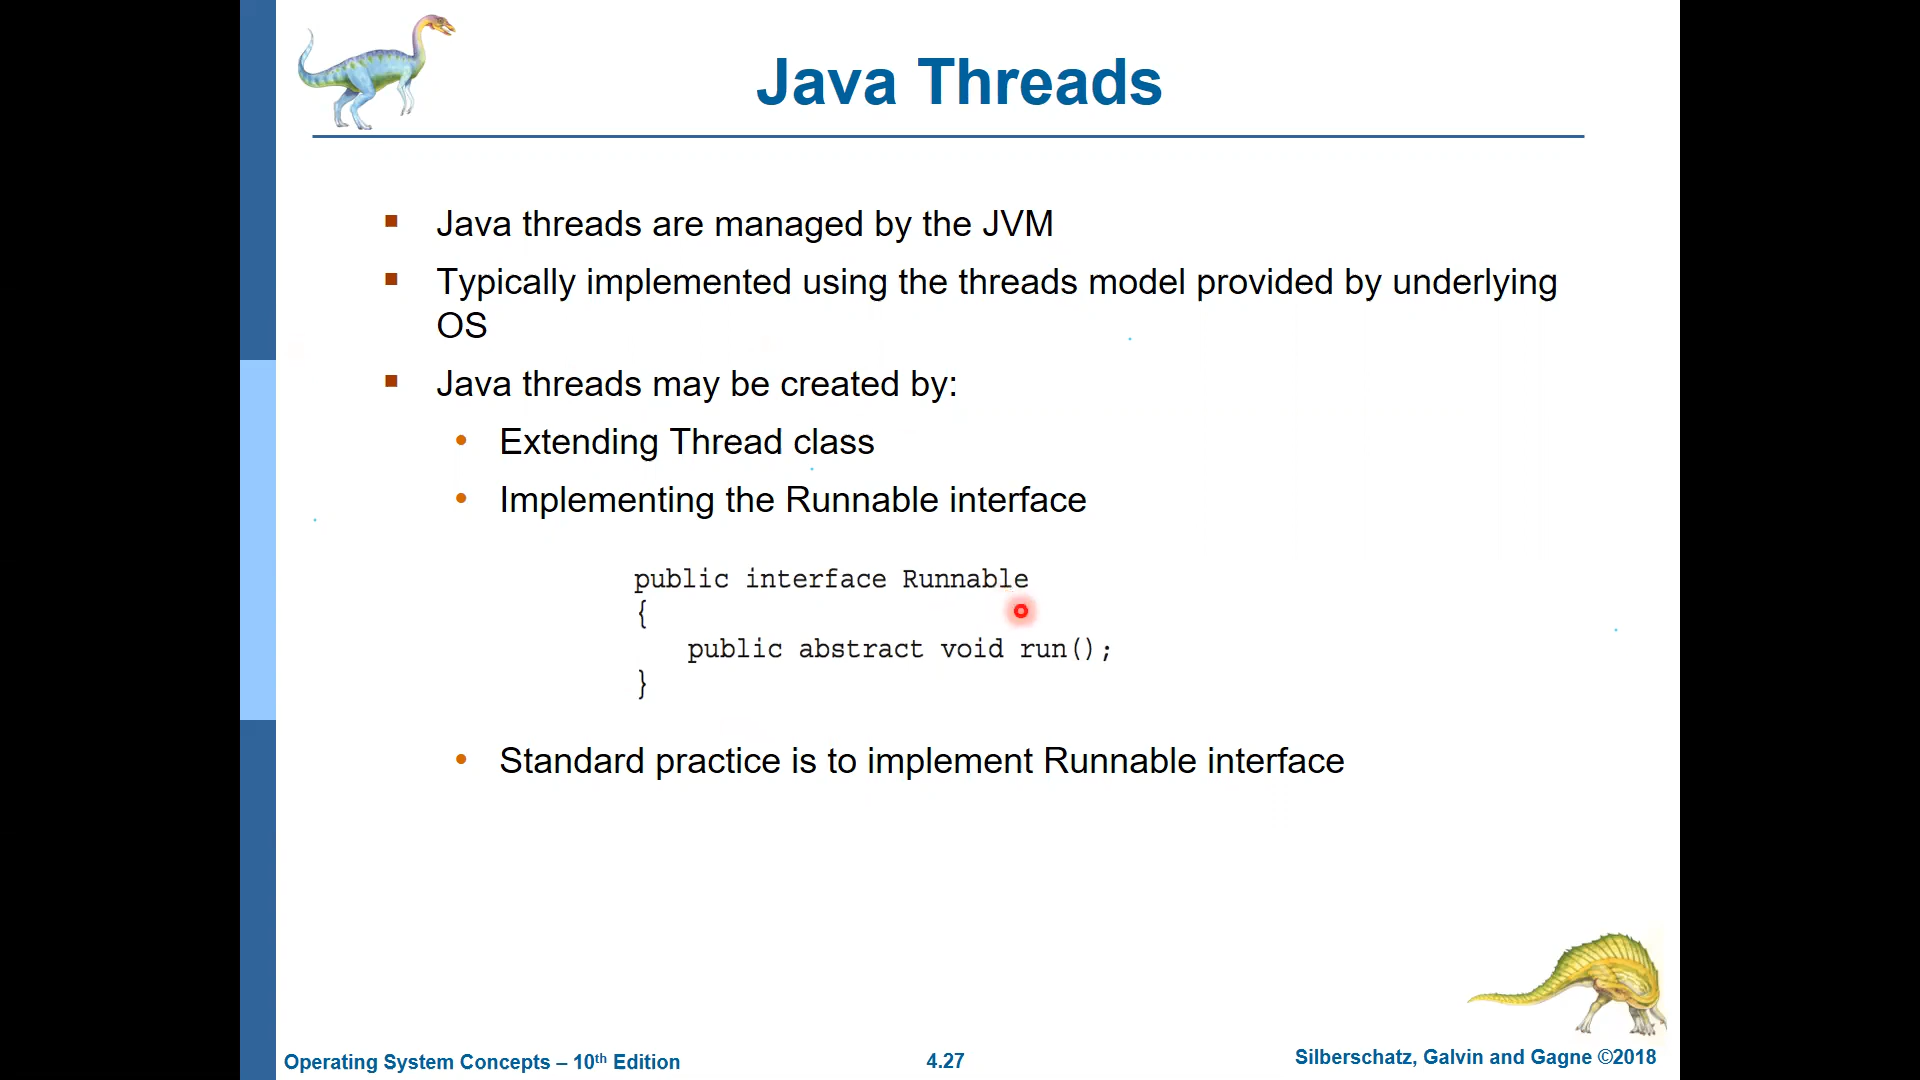 Java Threads
Java threads are managed by the JVM
Typically implemented using the threads model provided by underlying
OS
Java threads may be created by:
Extending Thread class
Implementing the Runnable interface
public interface Runnable
{
public abstract void run();
}
Standard practice is to implement Runnable interface
Operating System Concepts – 10th Edition
4.27
Silberschatz, Galvin and Gagne ©2018